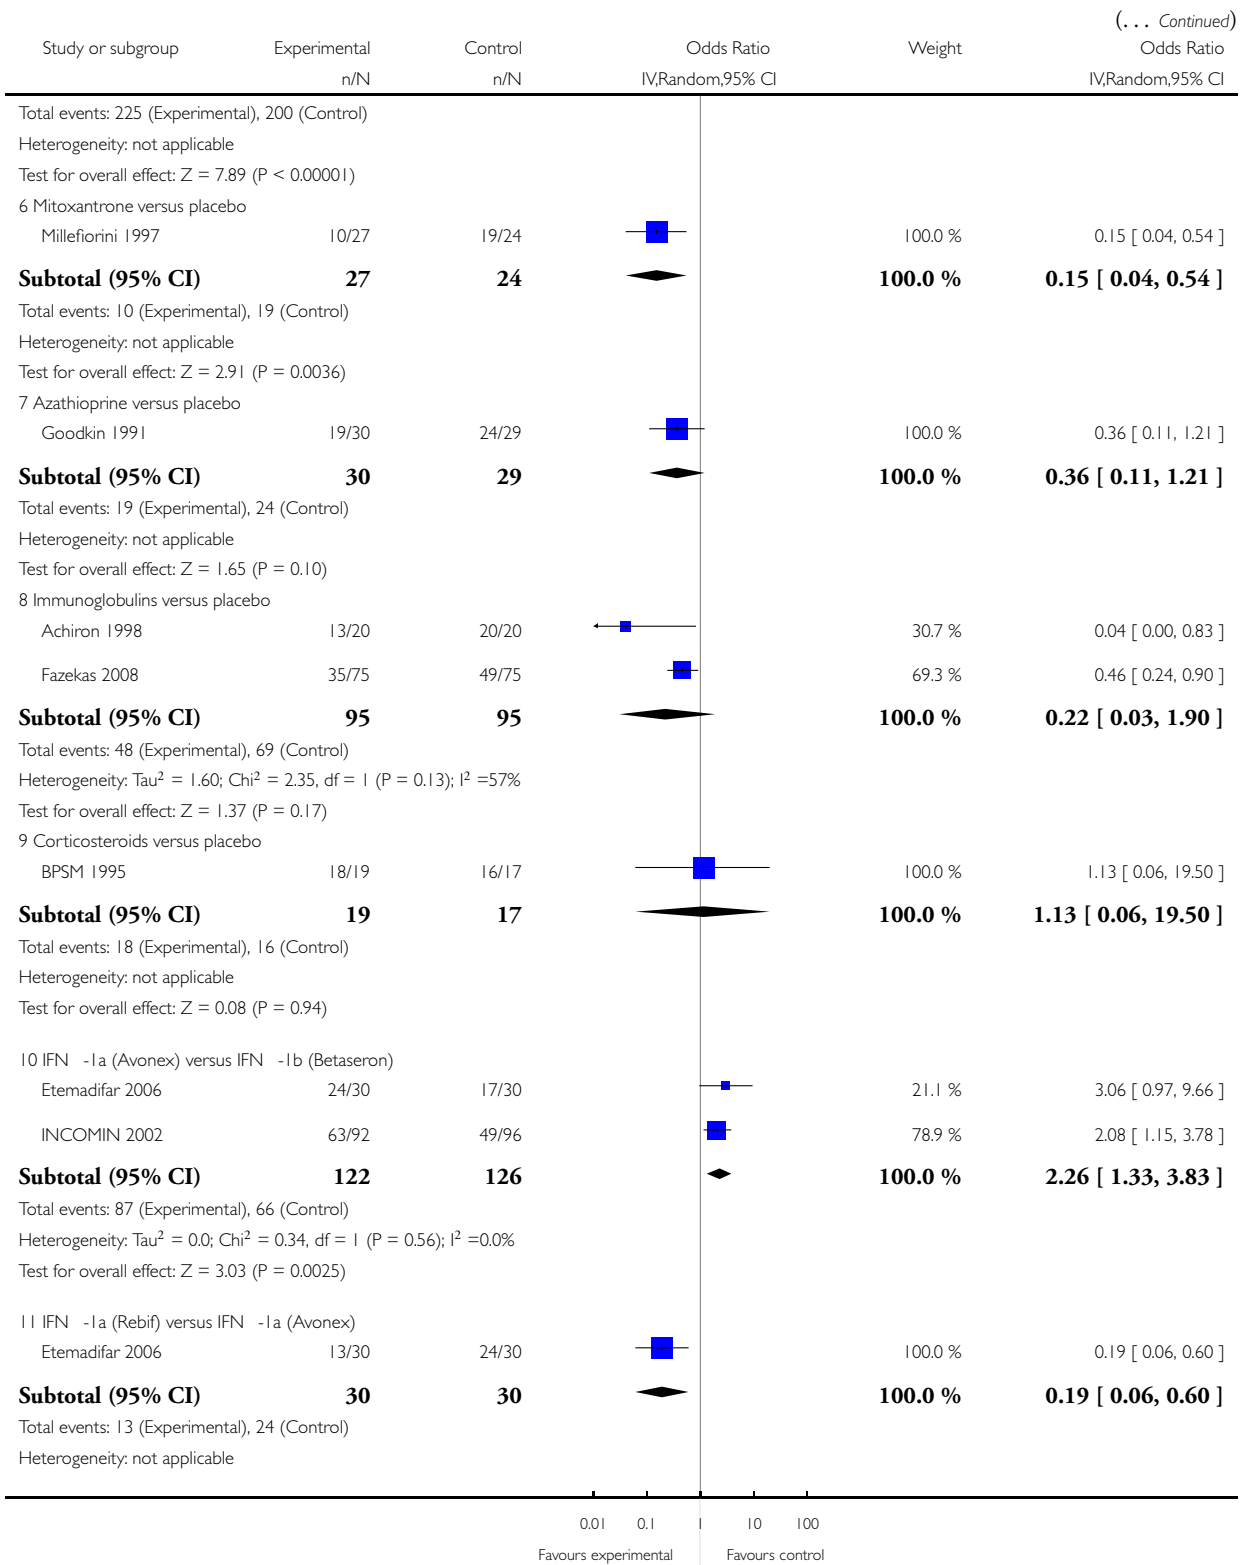 (... Continued)
Study or subgroup Experimental Control Odds Ratio Weight Odds Ratio
n/N n/N IV,Random,95% CI IV,Random,95% CI
Total events: 225 (Experimental), 200 (Control)
Heterogeneity: not applicable
Test for overall effect: Z = 7.89 (P < 0.00001)
6 Mitoxantrone versus placebo
Millefiorini 1997 10/27 19/24 100.0 % 0.15 [ 0.04, 0.54 ]
Subtotal (95% CI) 27 24 100.0 % 0.15 [ 0.04, 0.54 ]
Total events: 10 (Experimental), 19 (Control)
Heterogeneity: not applicable
Test for overall effect: Z = 2.91 (P = 0.0036)
7 Azathioprine versus placebo
Goodkin 1991 19/30 24/29 100.0 % 0.36 [ 0.11, 1.21 ]
Subtotal (95% CI) 30 29 100.0 % 0.36 [ 0.11, 1.21 ]
Total events: 19 (Experimental), 24 (Control)
Heterogeneity: not applicable
Test for overall effect: Z = 1.65 (P = 0.10)
8 Immunoglobulins versus placebo
Achiron 1998 13/20 20/20 30.7 % 0.04 [ 0.00, 0.83 ]
Fazekas 2008 35/75 49/75 69.3 % 0.46 [ 0.24, 0.90 ]
Subtotal (95% CI) 95 95 100.0 % 0.22 [ 0.03, 1.90 ]
Total events: 48 (Experimental), 69 (Control)
Heterogeneity: Tau² = 1.60; Chi² = 2.35, df = 1 (P = 0.13); I² =57%
Test for overall effect: Z = 1.37 (P = 0.17)
9 Corticosteroids versus placebo
BPSM 1995 18/19 16/17 100.0 % 1.13 [ 0.06, 19.50 ]
Subtotal (95% CI) 19 17 100.0 % 1.13 [ 0.06, 19.50 ]
Total events: 18 (Experimental), 16 (Control)
Heterogeneity: not applicable
Test for overall effect: Z = 0.08 (P = 0.94)
10 IFN -1a (Avonex) versus IFN -1b (Betaseron)
Etemadifar 2006 24/30 17/30 21.1 % 3.06 [ 0.97, 9.66 ]
INCOMIN 2002 63/92 49/96 78.9 % 2.08 [ 1.15, 3.78 ]
Subtotal (95% CI) 122 126 100.0 % 2.26 [ 1.33, 3.83 ]
Total events: 87 (Experimental), 66 (Control)
Heterogeneity: Tau² = 0.0; Chi² = 0.34, df = 1 (P = 0.56); I² =0.0%
Test for overall effect: Z = 3.03 (P = 0.0025)
11 IFN -1a (Rebif) versus IFN -1a (Avonex)
Etemadifar 2006 13/30 24/30 100.0 % 0.19 [ 0.06, 0.60 ]
Subtotal (95% CI) 30 30 100.0 % 0.19 [ 0.06, 0.60 ]
Total events: 13 (Experimental), 24 (Control)
Heterogeneity: not applicable
0.01 0.1 1 10 100
Favours experimental Favours control